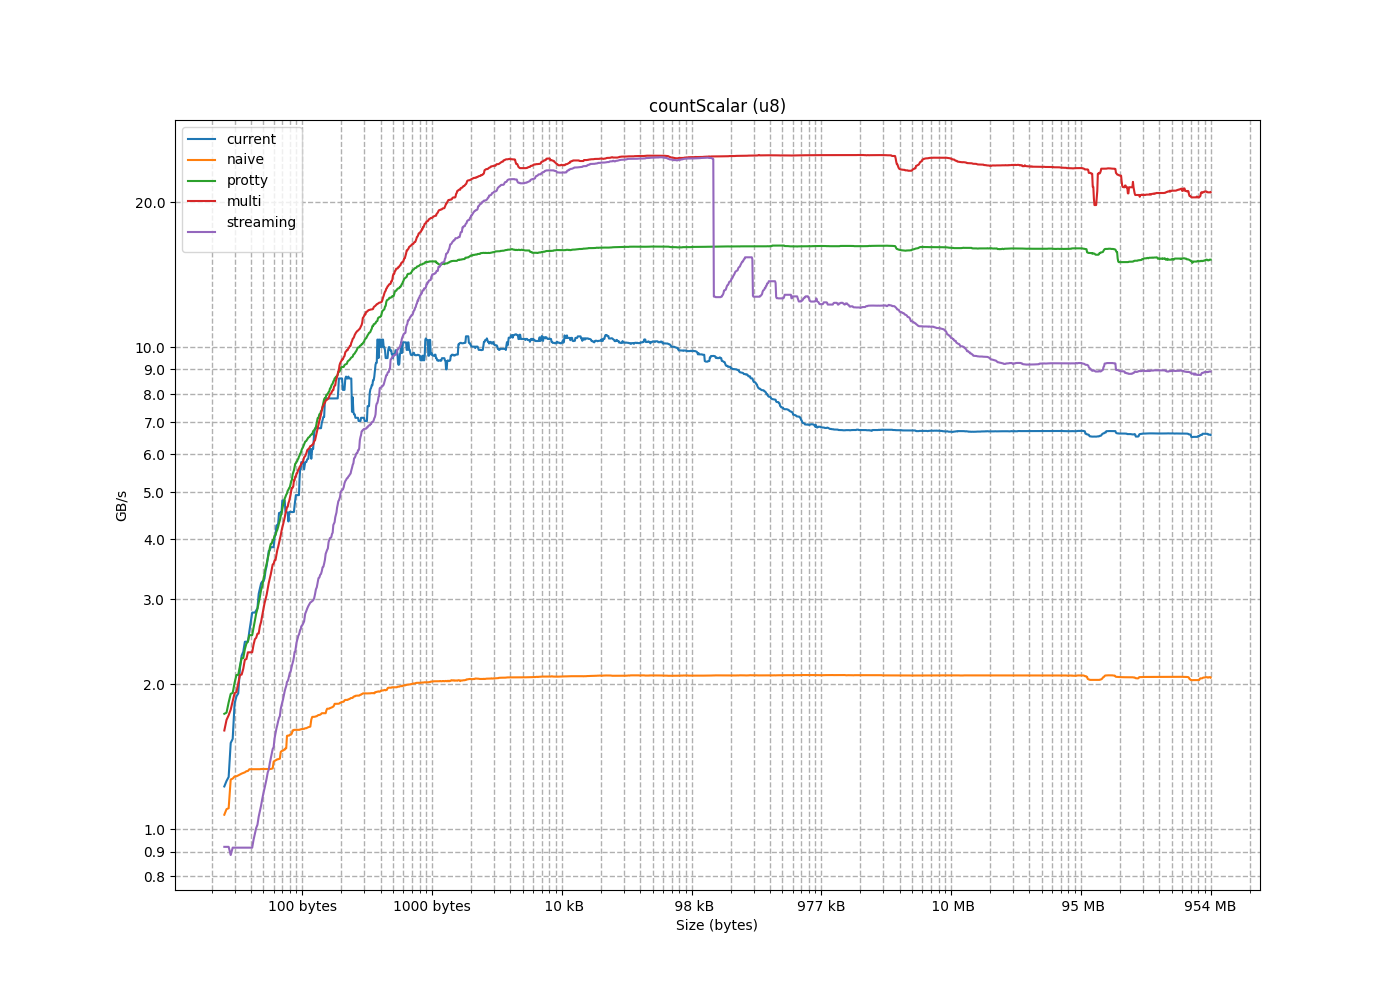 countScalar (u8)
current
naive
protty
multi
streaming
20.0
10.0
9.0
8.0
7.0
6.0
5.0
4.0
3.0
2.0
1.0
0.9
0.8
GB/s
100 bytes 1000 bytes 10 kB 98 kB 977 kB 10 MB 95 MB 954 MB
Size (bytes)